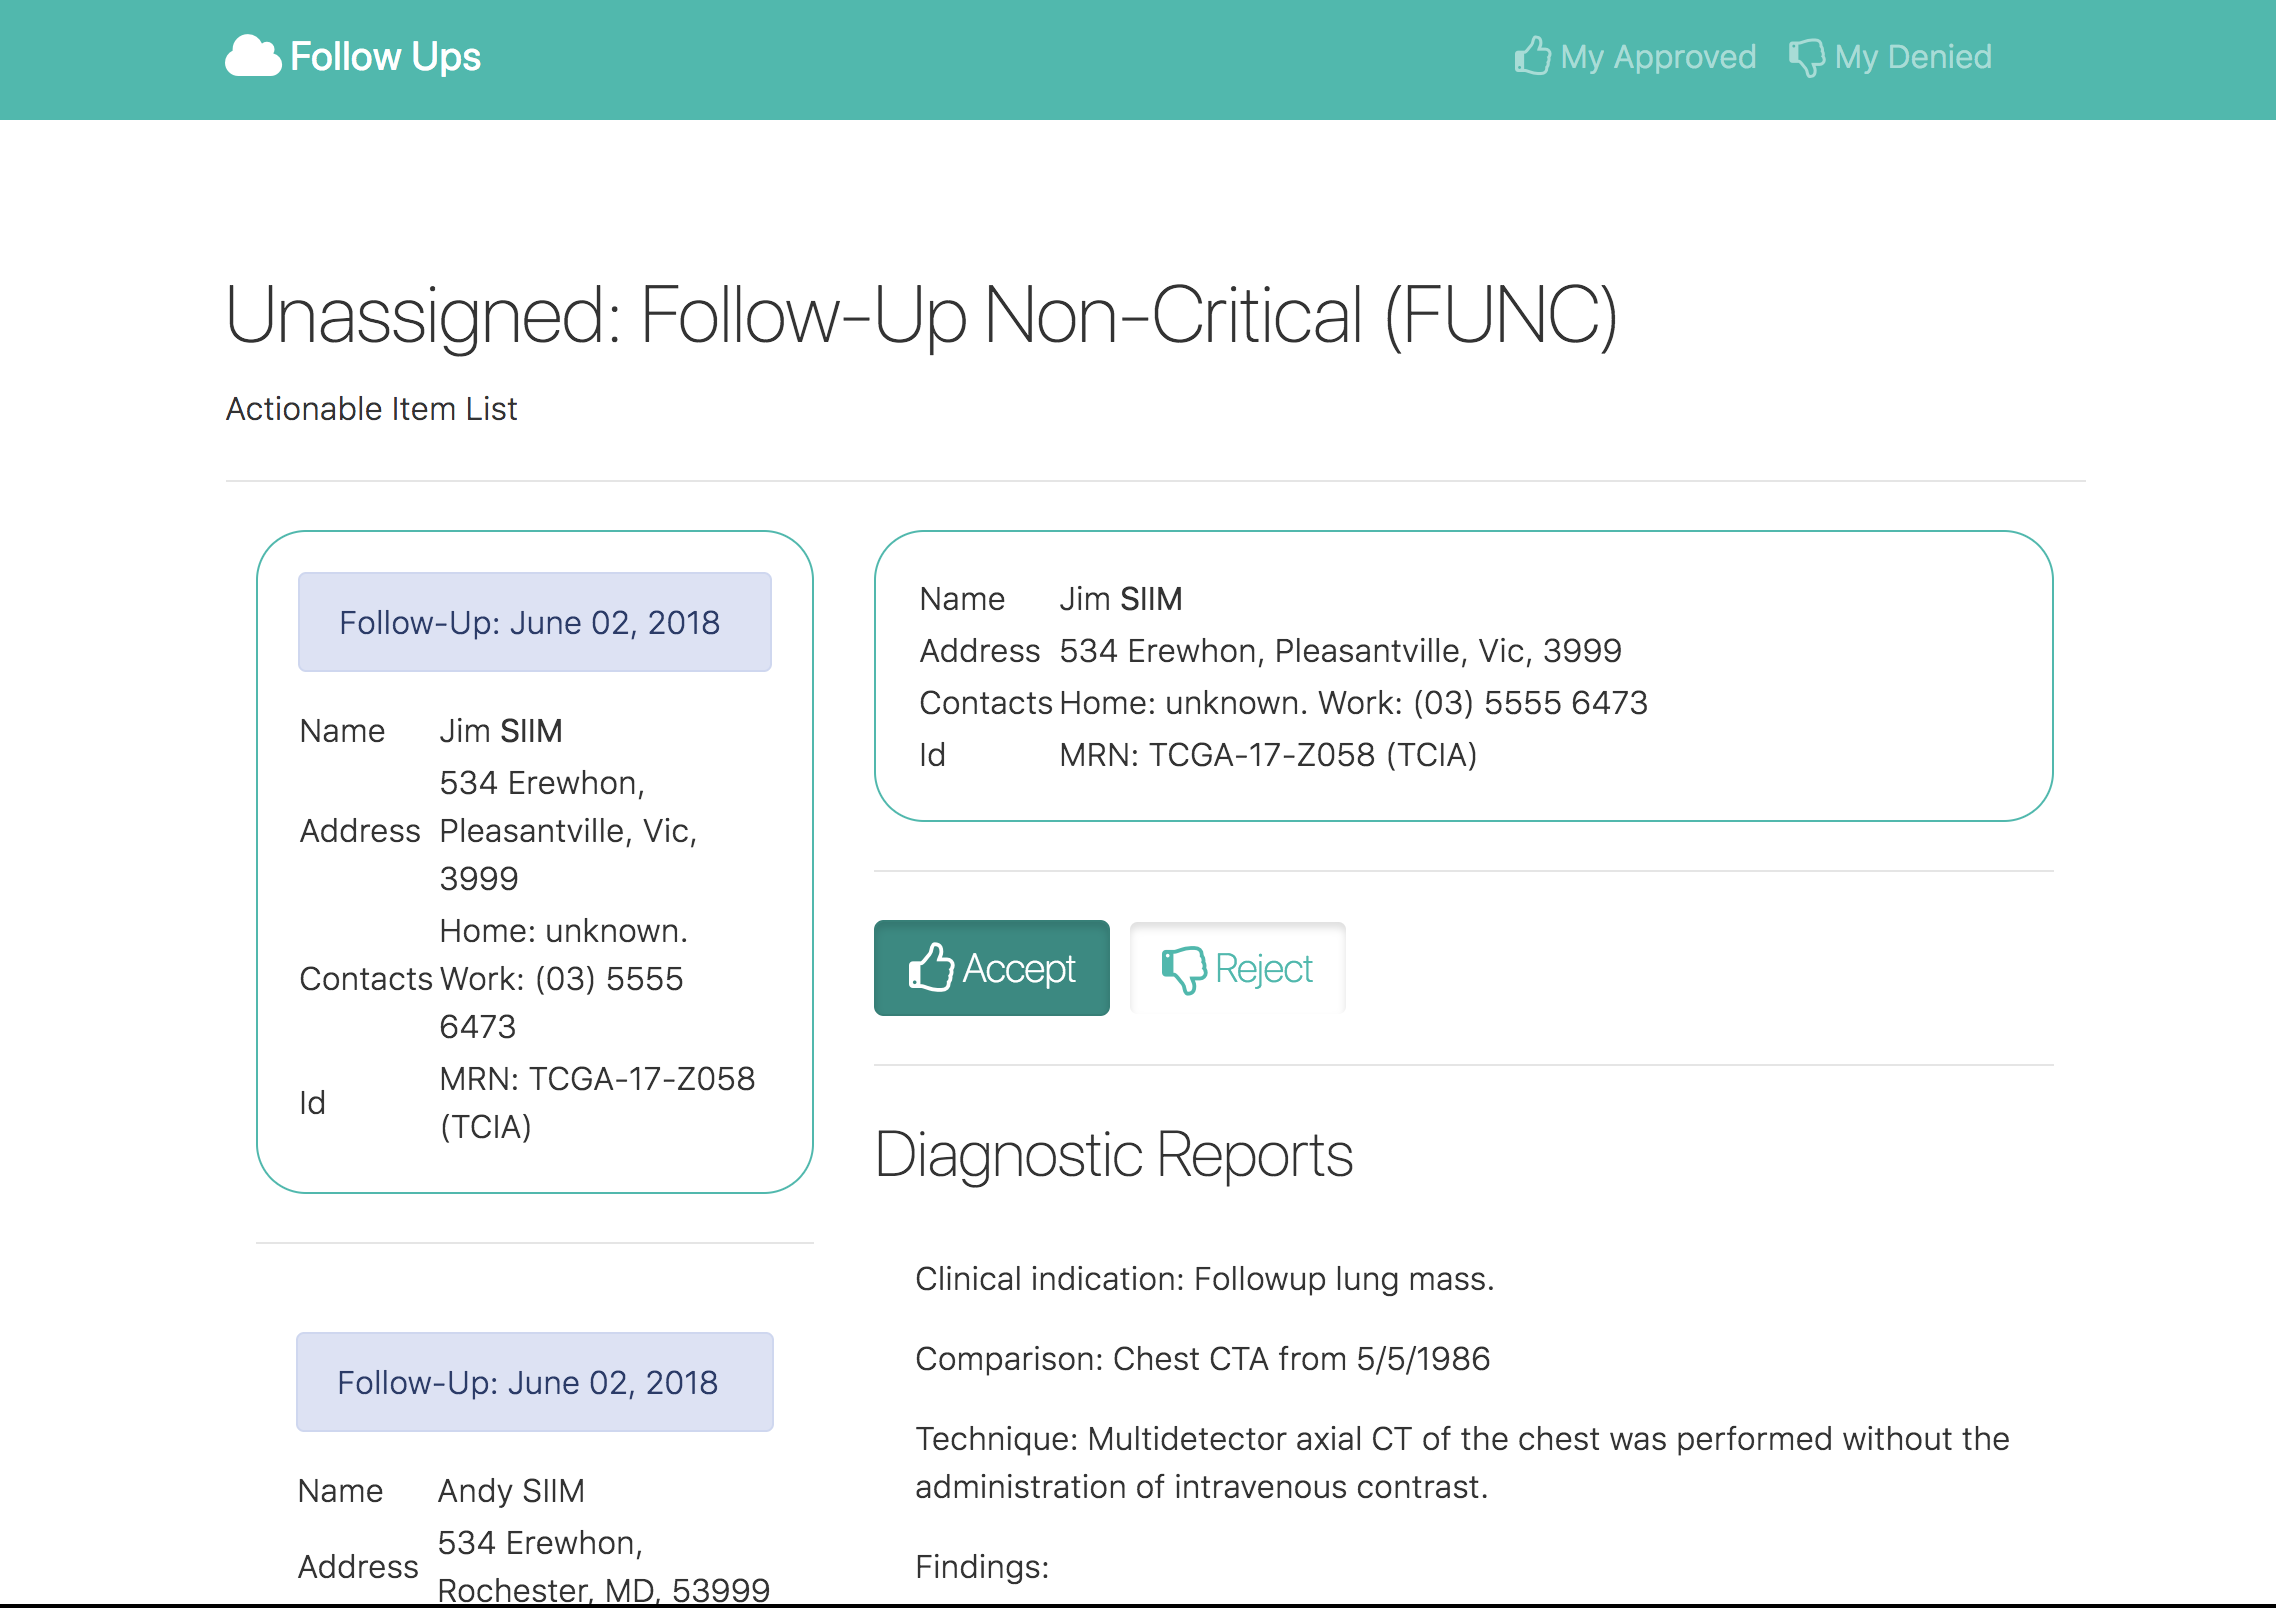 Follow Ups
My Approved My Denied
Unassigned: Follow-Up Non-Critical (FUNC)
Actionable Item List
Follow-Up: June 02, 2018
Name Jim SIIM
534 Erewhon,
Address Pleasantville, Vic,
3999
Home: unknown.
Contacts Work: (03) 5555
6473
MRN: TCGA-17-Z058
Id
(TCIA)
Follow-Up: June 02, 2018
Name Andy SIIM
534 Erewhon,
Address
Rochester, MD, 53999
Name Jim SIIM
Address 534 Erewhon, Pleasantville, Vic, 3999
Contacts Home: unknown. Work: (03) 5555 6473
Id MRN: TCGA-17-Z058 (TCIA)
Accept Reject
Diagnostic Reports
Clinical indication: Followup lung mass.
Comparison: Chest CTA from 5/5/1986
Technique: Multidetector axial CT of the chest was performed without the
administration of intravenous contrast.
Findings: